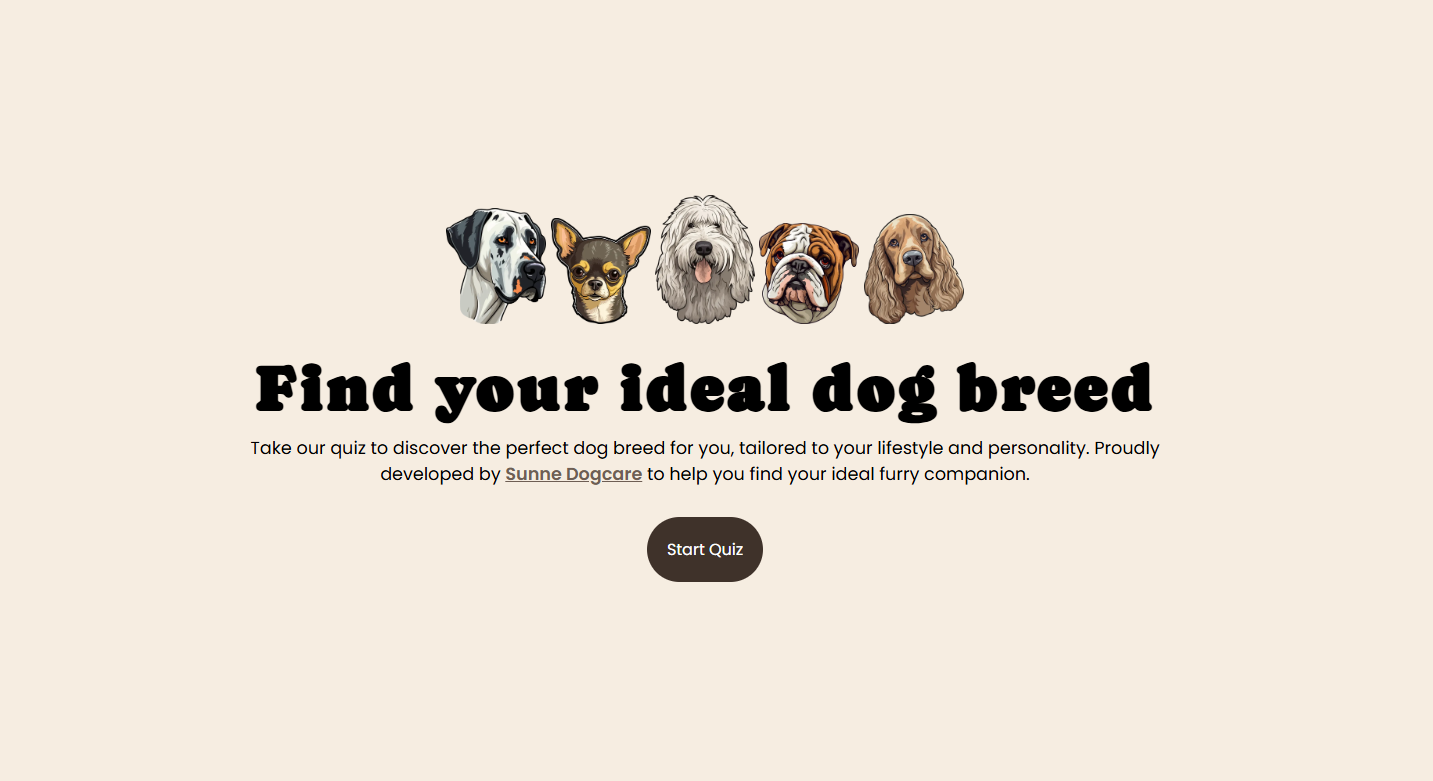 Find your ideal dog breed
Take our quiz to discover the perfect dog breed for you, tailored to your lifestyle and personality. Proudly
developed by Sunne Dogcare to help you find your ideal furry companion.
Start Quiz